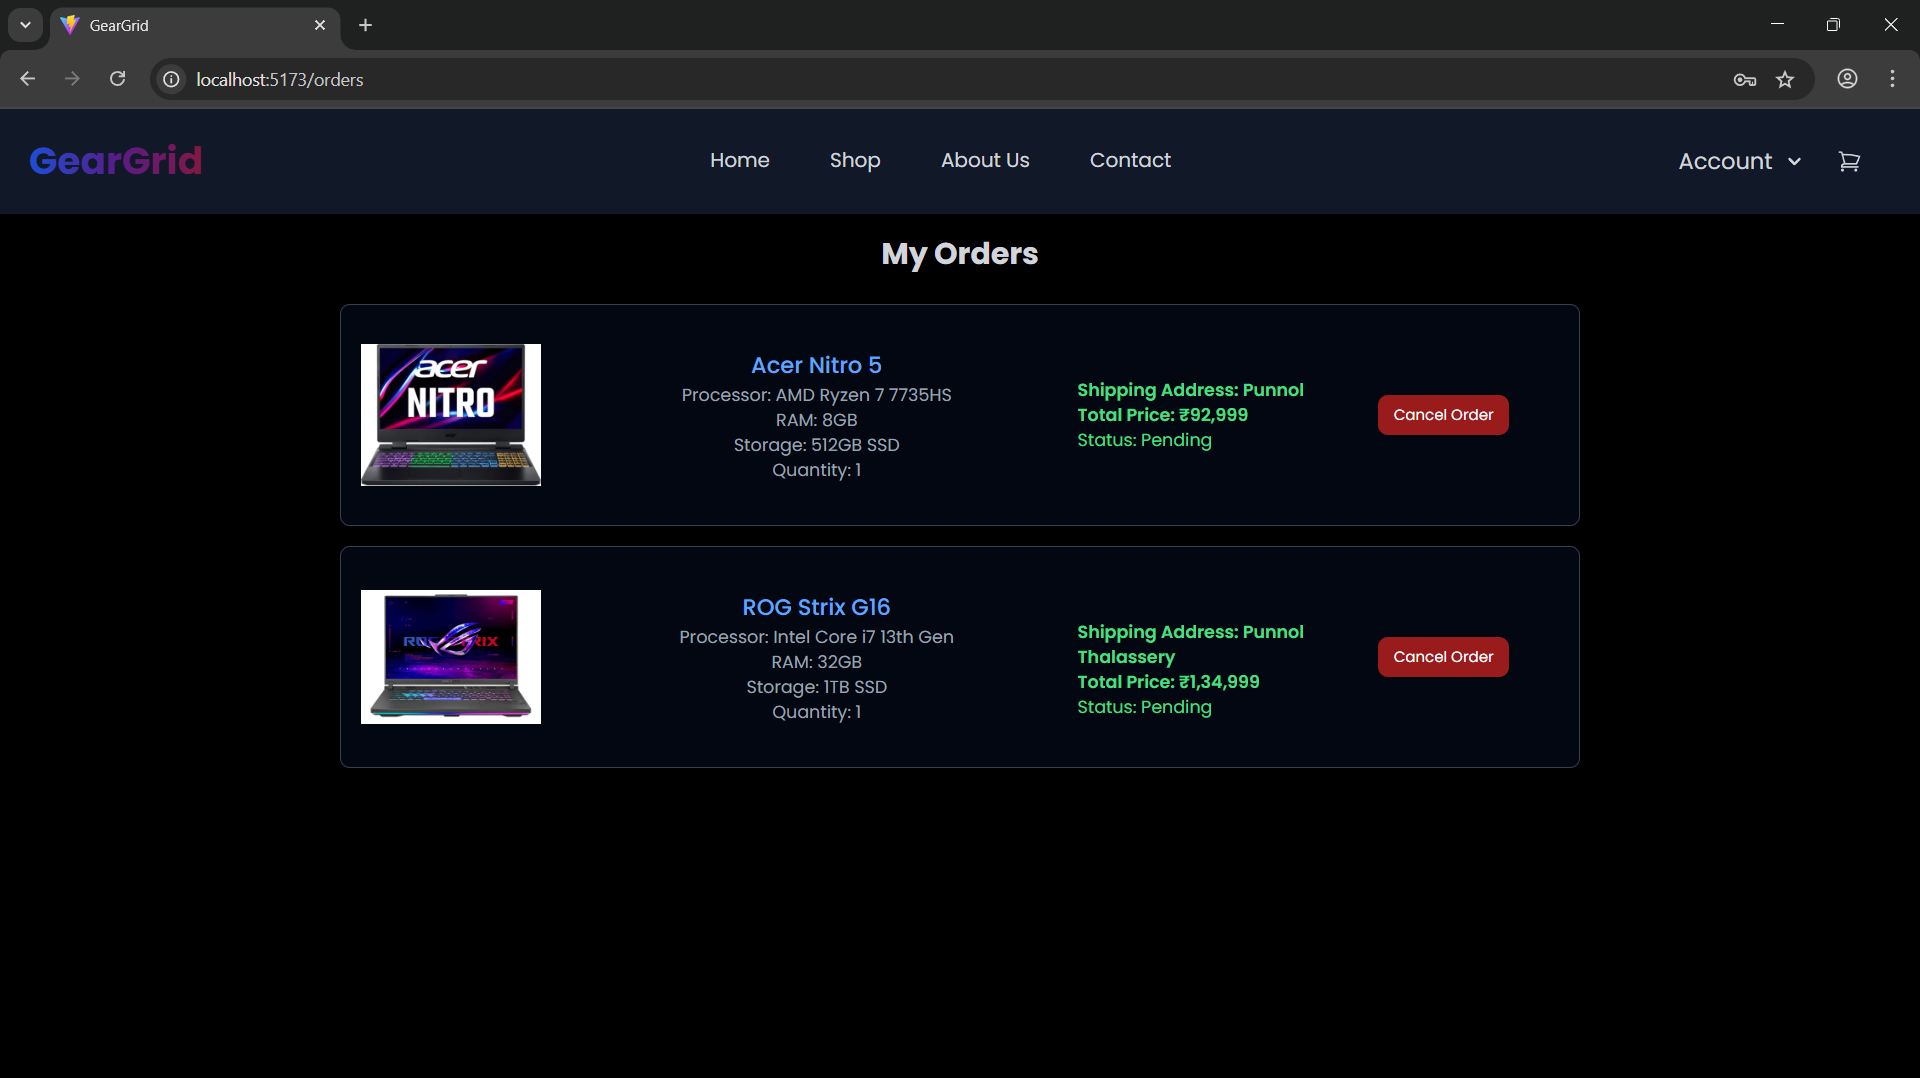 GearGrid
localhost:5173/orders
GearGrid
Home
Shop
About Us
Contact
Account
My Orders
acer
NITRO
Acer Nitro 5
Processor: AMD Ryzen 7 7735HS
RAM: 8GB
Storage: 512GB SSD
Quantity: 1
Shipping Address: Punnol
Total Price: ₹92,999
Status: Pending
Cancel Order
ROG Strix G16
Processor: Intel Core i7 13th Gen
RAM: 32GB
Storage: 1TB SSD
Quantity: 1
Shipping Address: Punnol
Thalassery
Total Price: ₹1,34,999
Status: Pending
Cancel Order